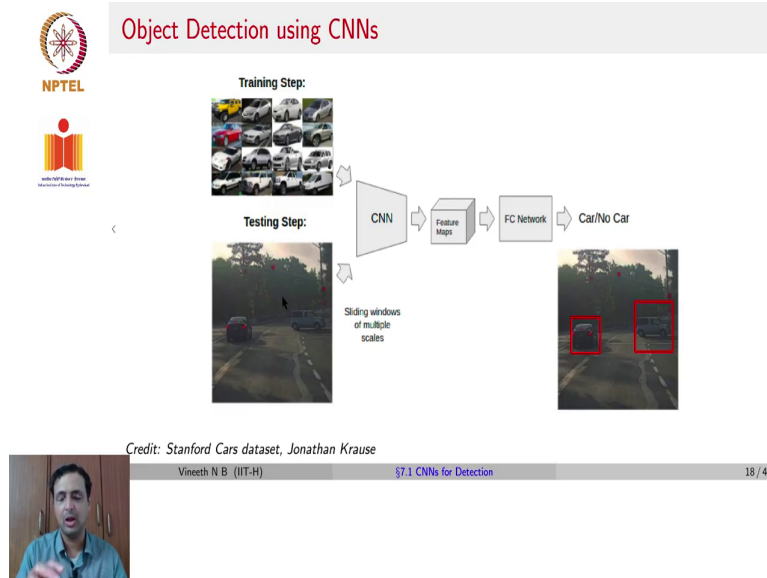 Object Detection using CNNs
NPTEL
Training Step:
Testing Step:
CNN
Feature
Maps
FC Network
Car/No Car
Sliding windows
of multiple
scales
Credit: Stanford Cars dataset, Jonathan Krause
Vineeth N B (IIT-H)
§7.1 CNNs for Detection
18 / 4